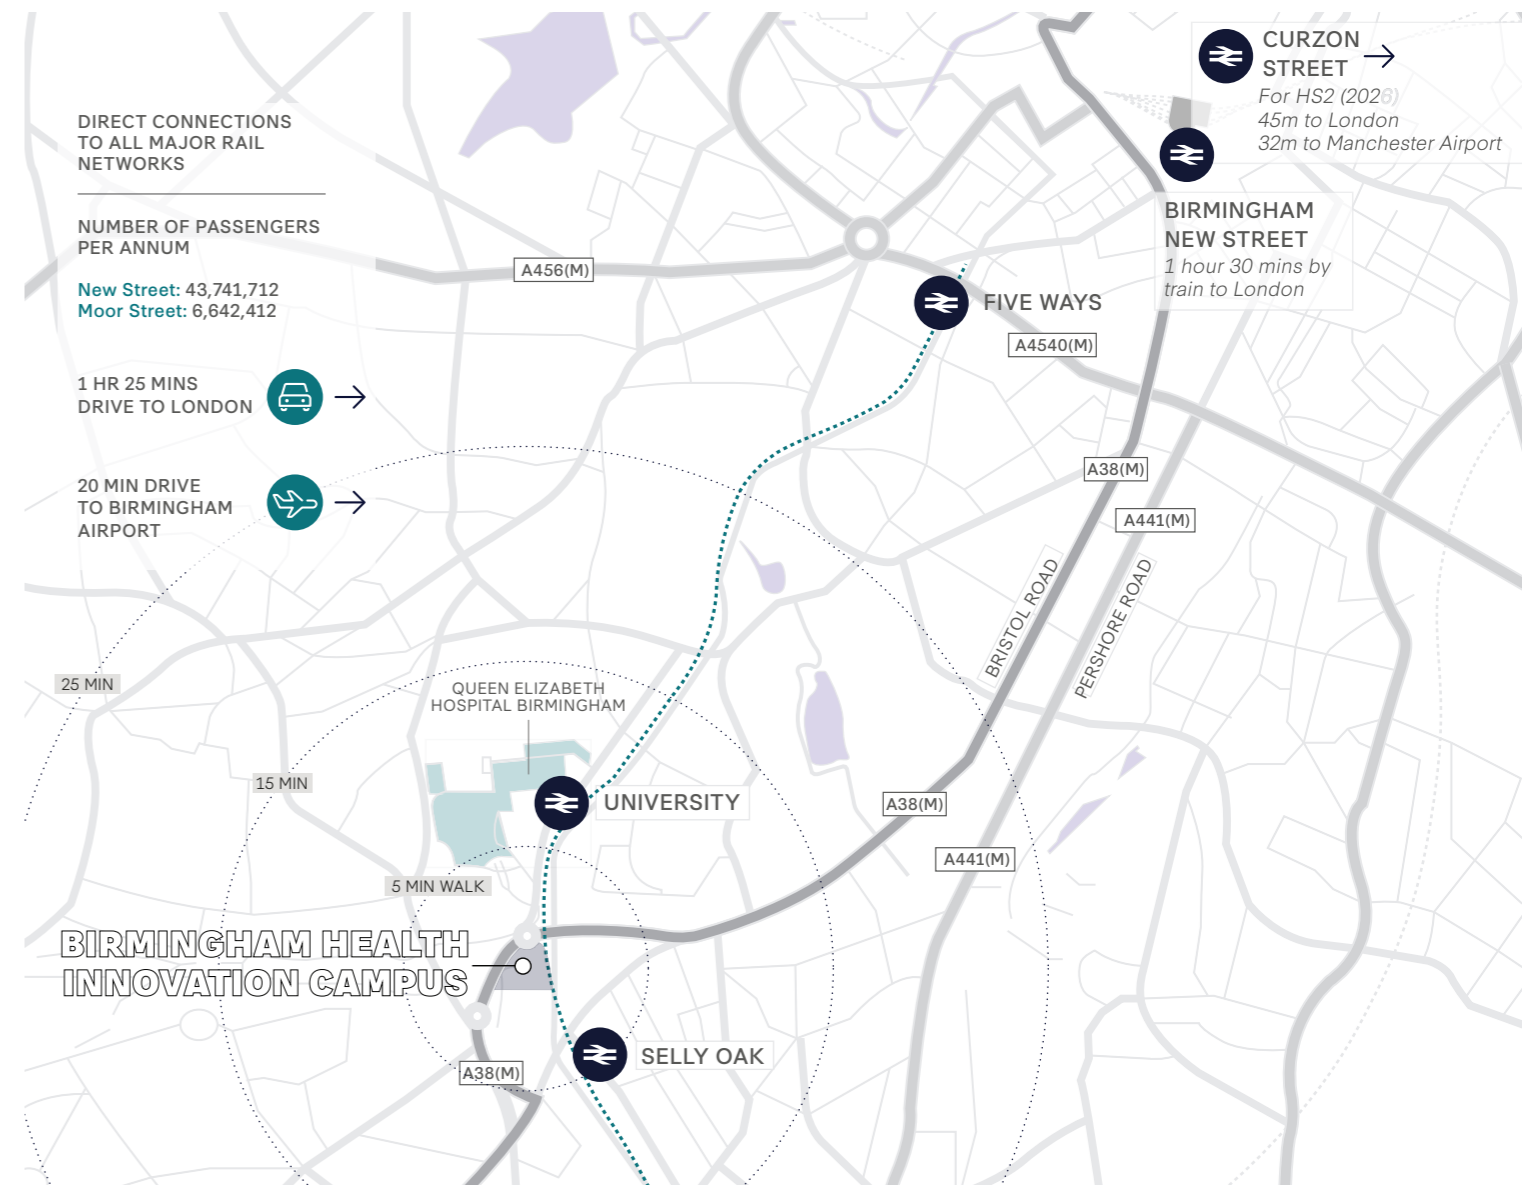 DIRECT CONNECTIONS
TO ALL MAJOR RAIL
NETWORKS
NUMBER OF PASSENGERS
PER ANNUM
New Street: 43,741,712
Moor Street: 6,642,412
1 HR 25 MINS
DRIVE TO LONDON
20 MIN DRIVE
TO BIRMINGHAM
AIRPORT
CURZON
STREET
For HS2 (2026)
45m to London
32m to Manchester Airport
BIRMINGHAM
NEW STREET
1 hour 30 mins by
train to London
A456(M)
FIVE WAYS
A4540(M)
A38(M)
A441(M)
BRISTOL ROAD
PERSHORE ROAD
25 MIN
QUEEN ELIZABETH
HOSPITAL BIRMINGHAM
15 MIN
UNIVERSITY
A38(M)
A441(M)
5 MIN WALK
BIRMINGHAM HEALTH
INNOVATION CAMPUS
SELLY OAK
A38(M)